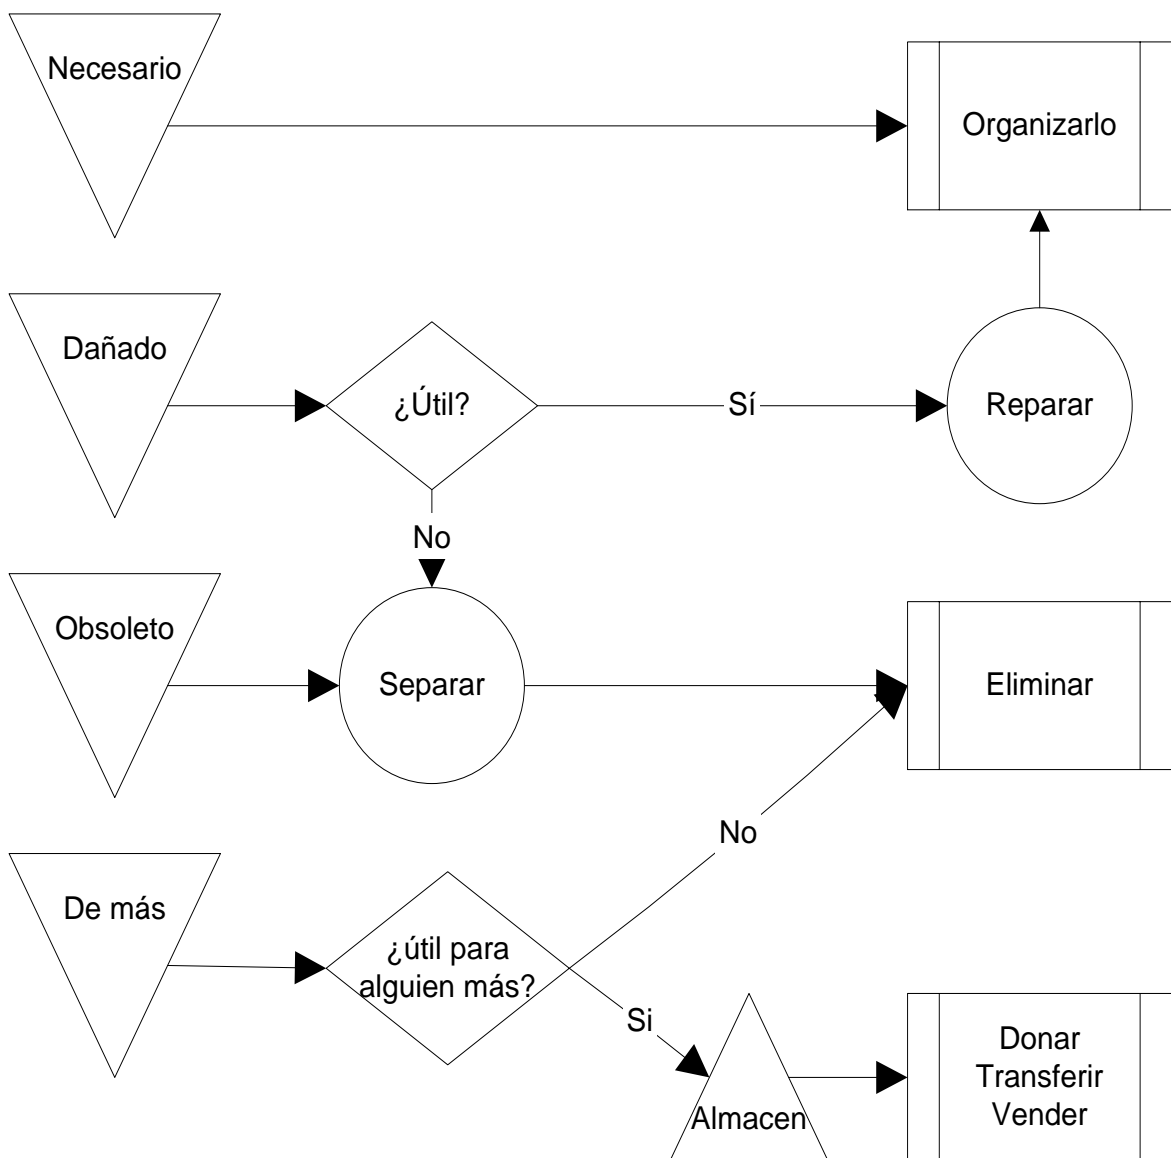 Necesario
Organizarlo
Dañado
¿Útil?
Sí
Reparar
No
Obsoleto
Separar
Eliminar
No
De más
¿útil para
alguien más?
Si
Almacen
Donar
Transferir
Vender